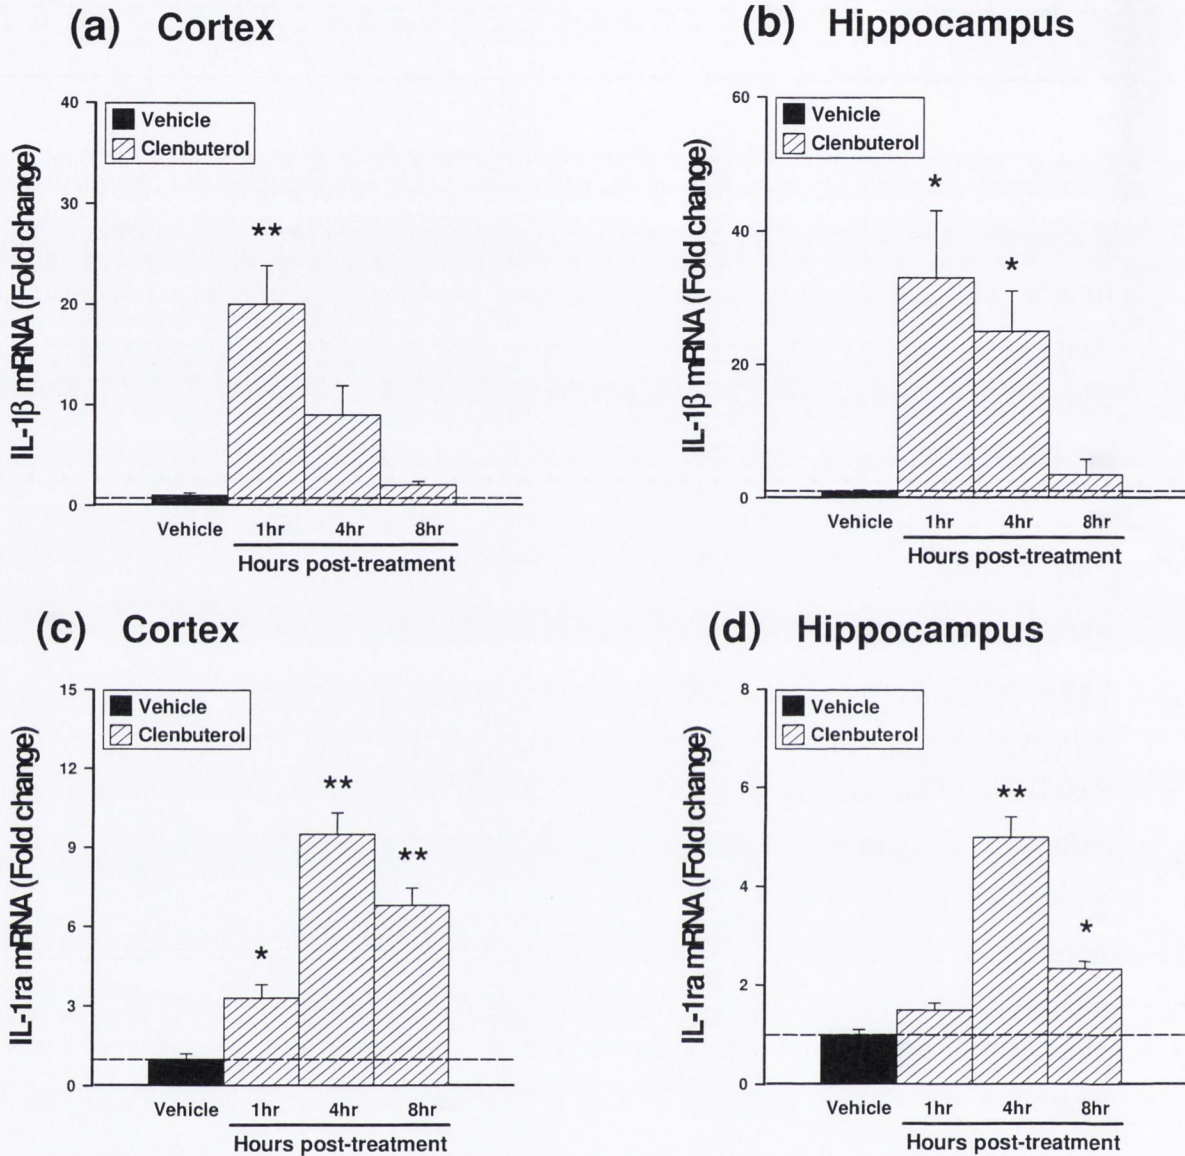 (a) Cortex
IL-1β mRNA (Fold change)
40
30
20
10
0
Vehicle
Clenbuterol
**
Vehicle 1hr 4hr 8hr
Hours post-treatment
(b) Hippocampus
IL-1β mRNA (Fold change)
60
40
20
0
Vehicle
Clenbuterol
*
*
Vehicle 1hr 4hr 8hr
Hours post-treatment
(c) Cortex
IL-1ra mRNA (Fold change)
15
12
9
6
3
0
Vehicle
Clenbuterol
*
**
**
Vehicle 1hr 4hr 8hr
Hours post-treatment
(d) Hippocampus
IL-1ra mRNA (Fold change)
8
6
4
2
0
Vehicle
Clenbuterol
**
*
Vehicle 1hr 4hr 8hr
Hours post-treatment